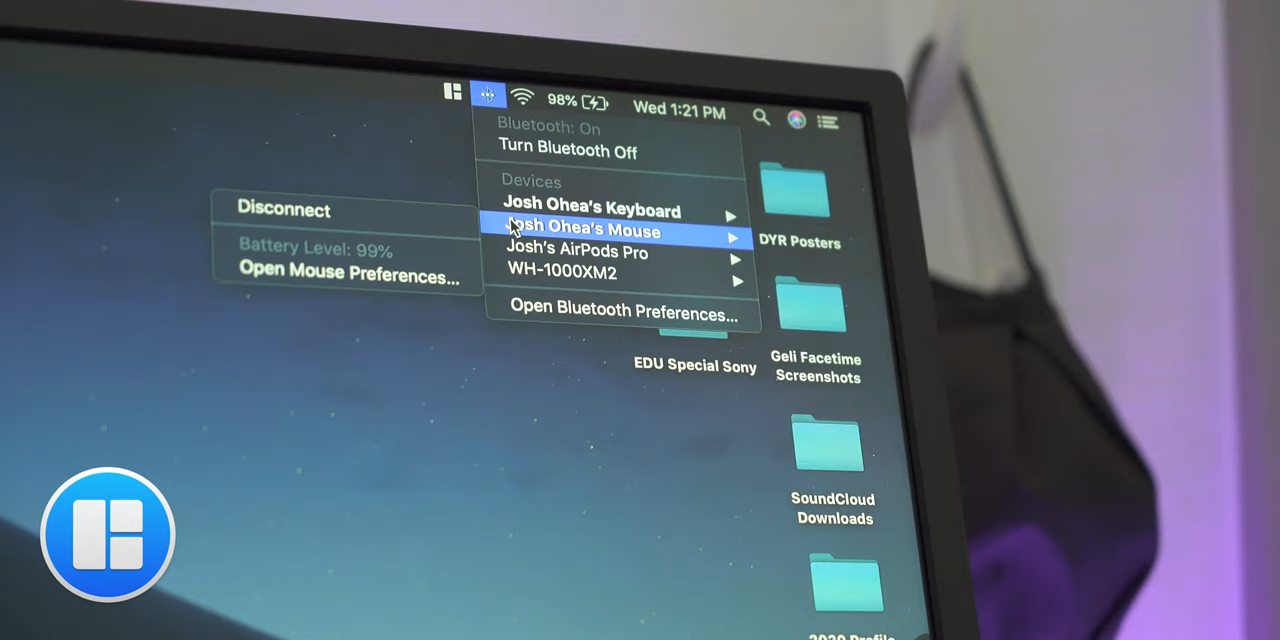 98%
Wed 1:21 PM
Bluetooth: On
Turn Bluetooth Off
Devices
Josh Ohea's Keyboard
Josh Ohea's Mouse
Josh's AirPods Pro
WH-1000XM2
Open Bluetooth Preferences...
Disconnect
Battery Level: 99%
Open Mouse Preferences...
DYR Posters
EDU Special Sony
Geli Facetime
Screenshots
SoundCloud
Downloads
2020 Profile